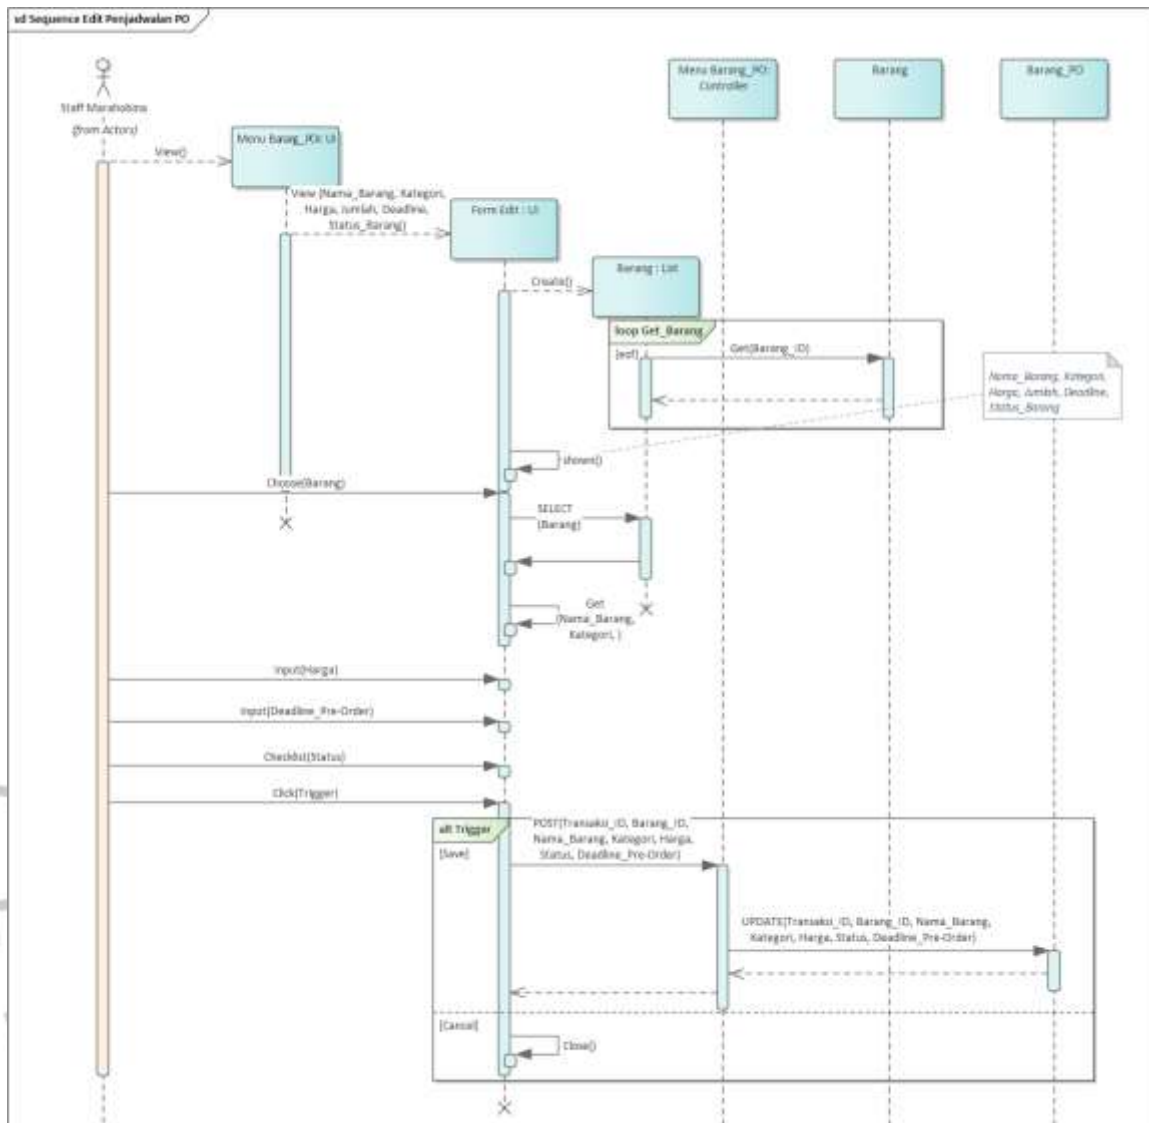 sd Sequence Edit Penjadwalan PO
Staff Marahobina
(from Actors)
Menu Barang_PO:
Controller
Barang
Barang_PO
View()
Menu Barang_PO: UI
View (Nama_Barang, Kategori,
Harga, Jumlah, Deadline,
Status_Barang)
Form Edit : UI
Create()
Barang : List
loop Get_Barang
[eof]
Get(Barang_ID)
Nama_Barang, Kategori,
Harga, Jumlah, Deadline,
Status_Barang
shown()
Choose(Barang)
SELECT
(Barang)
Get
(Nama_Barang,
Kategori, )
Input(Harga)
Input(Deadline_Pre-Order)
Checklist(Status)
Click(Trigger)
alt Trigger
POST(Transaksi_ID, Barang_ID,
Nama_Barang, Kategori, Harga,
Status, Deadline_Pre-Order)
[Save]
UPDATE(Transaksi_ID, Barang_ID, Nama_Barang,
Kategori, Harga, Status, Deadline_Pre-Order)
[Cancel]
Close()